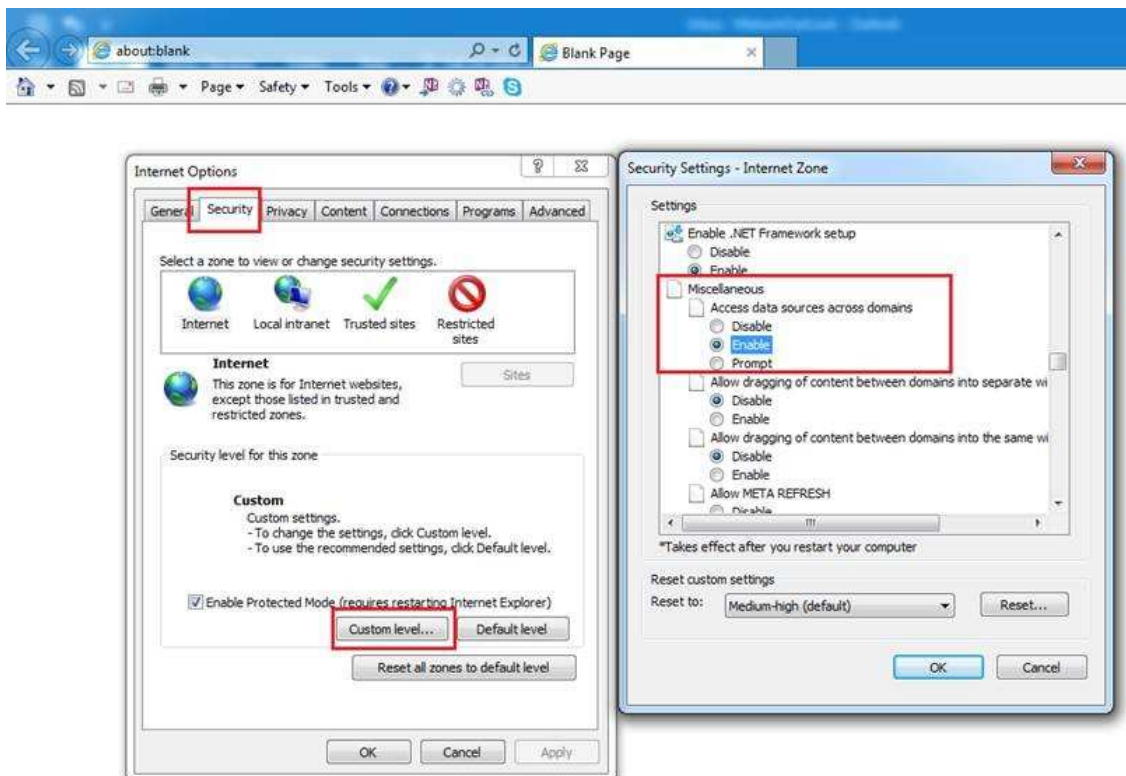 about:blank
Blank Page
Page Safety Tools
Internet Options
General Security Privacy Content Connections Programs Advanced
Select a zone to view or change security settings.
Internet Local intranet Trusted sites Restricted sites
Internet
This zone is for Internet websites,
except those listed in trusted and
restricted zones.
Sites
Security level for this zone
Custom
Custom settings.
- To change the settings, click Custom level.
- To use the recommended settings, click Default level.
Enable Protected Mode (requires restarting Internet Explorer)
Custom level... Default level
Reset all zones to default level
OK Cancel Apply
Security Settings - Internet Zone
Settings
Enable .NET Framework setup
Disable
Enable
Miscellaneous
Access data sources across domains
Disable
Enable
Prompt
Allow dragging of content between domains into separate wi
Disable
Enable
Allow dragging of content between domains into the same wi
Disable
Enable
Allow META REFRESH
Disable
*Takes effect after you restart your computer
Reset custom settings
Reset to: Medium-high (default) Reset...
OK Cancel